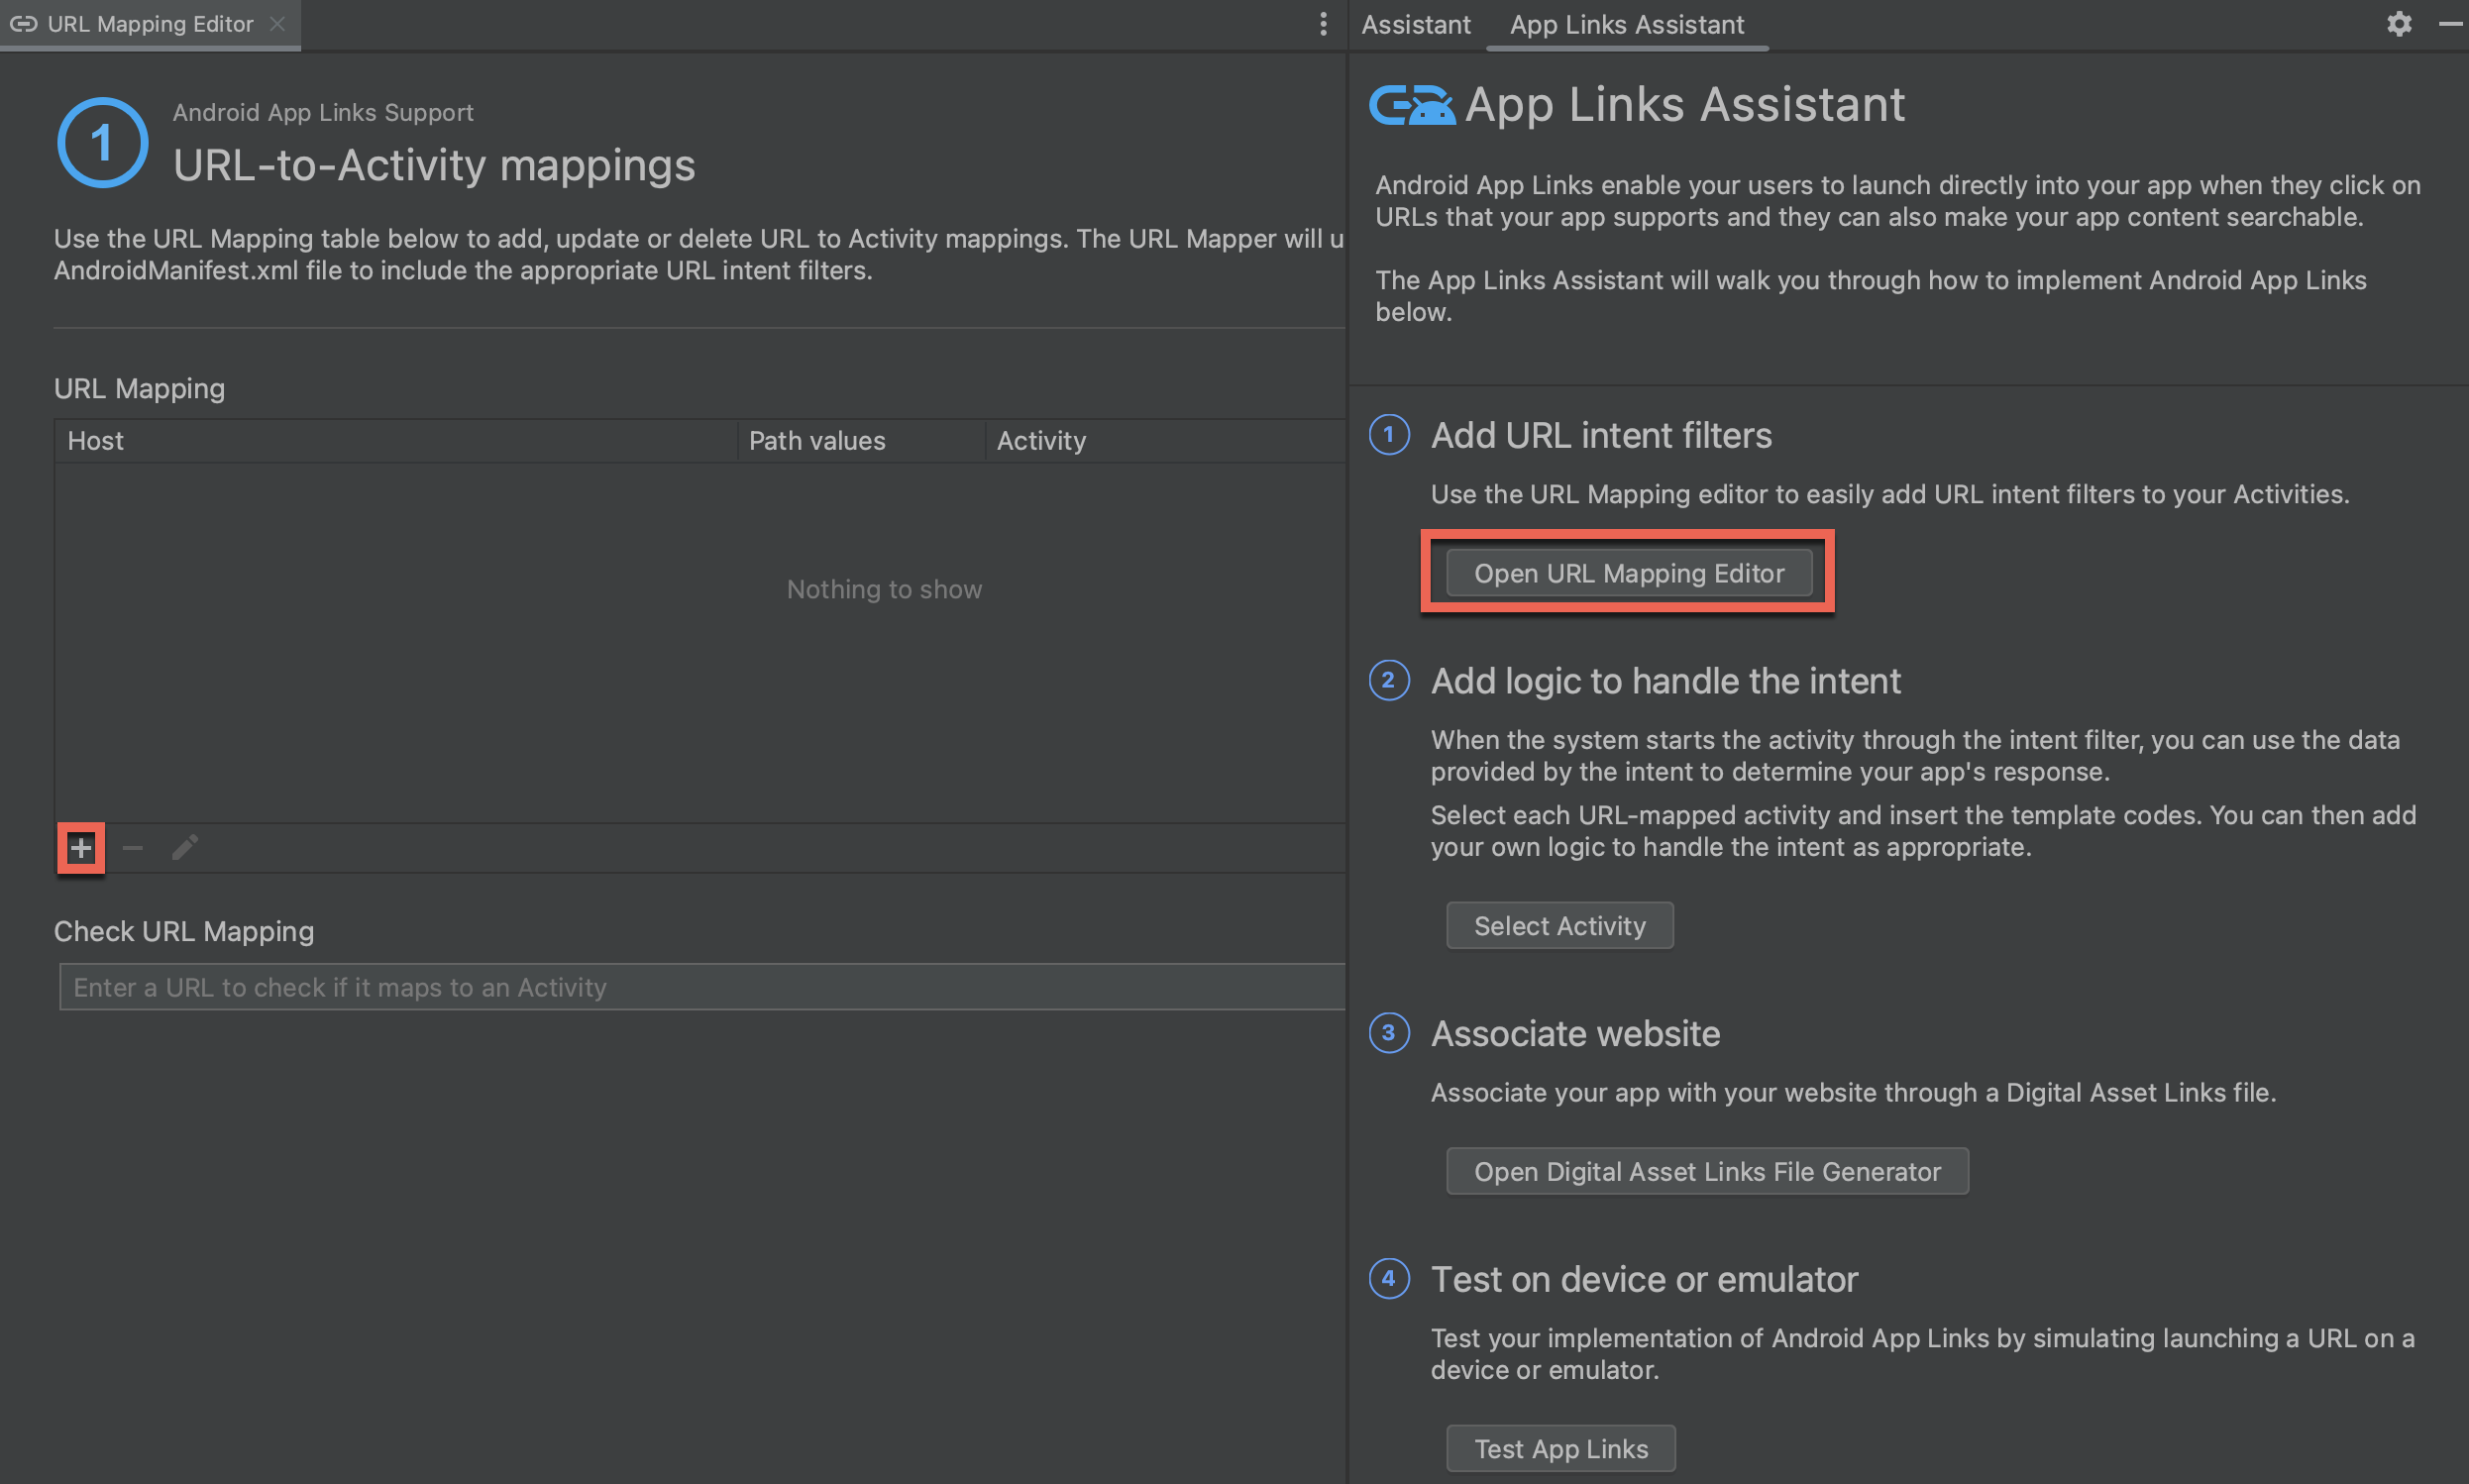 URL Mapping Editor
1
Android App Links Support
URL-to-Activity mappings
Use the URL Mapping table below to add, update or delete URL to Activity mappings. The URL Mapper will u
AndroidManifest.xml file to include the appropriate URL intent filters.
URL Mapping
Host Path values Activity
Nothing to show
Check URL Mapping
Enter a URL to check if it maps to an Activity
Assistant App Links Assistant
App Links Assistant
Android App Links enable your users to launch directly into your app when they click on
URLs that your app supports and they can also make your app content searchable.
The App Links Assistant will walk you through how to implement Android App Links
below.
1 Add URL intent filters
Use the URL Mapping editor to easily add URL intent filters to your Activities.
Open URL Mapping Editor
2 Add logic to handle the intent
When the system starts the activity through the intent filter, you can use the data
provided by the intent to determine your app's response.
Select each URL-mapped activity and insert the template codes. You can then add
your own logic to handle the intent as appropriate.
Select Activity
3 Associate website
Associate your app with your website through a Digital Asset Links file.
Open Digital Asset Links File Generator
4 Test on device or emulator
Test your implementation of Android App Links by simulating launching a URL on a
device or emulator.
Test App Links